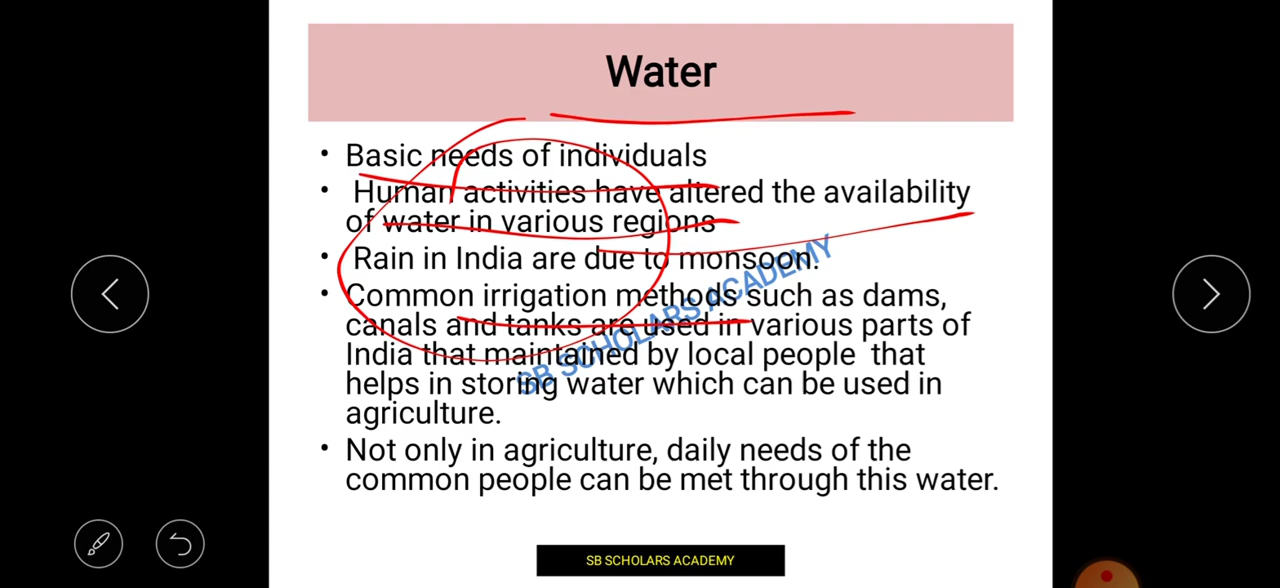 Water
• Basic needs of individuals
• Human activities have altered the availability
of water in various regions
• Rain in India are due to monsoon.
• Common irrigation methods such as dams,
canals and tanks are used in various parts of
India that maintained by local people that
helps in storing water which can be used in
agriculture.
• Not only in agriculture, daily needs of the
common people can be met through this water.
SB SCHOLARS ACADEMY
SB SCHOLARS ACADEMY